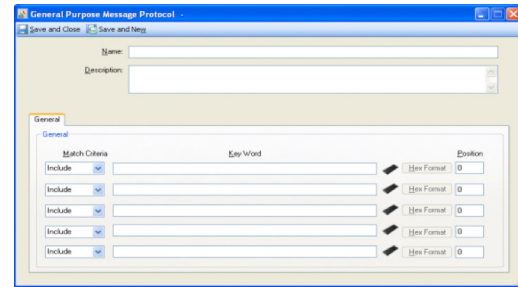 General Purpose Message Protocol -
Save and Close Save and New
Name:
Description:
General
General
Match Criteria Key Word Position
Include Hex Format 0
Include Hex Format 0
Include Hex Format 0
Include Hex Format 0
Include Hex Format 0